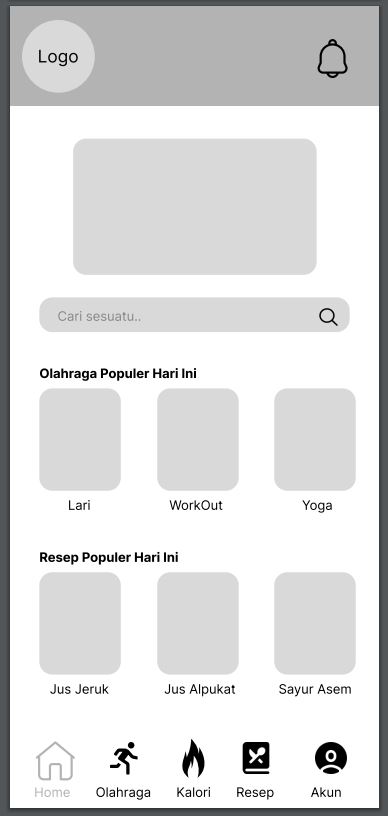 Logo
Cari sesuatu..
Olahraga Populer Hari Ini
Lari WorkOut Yoga
Resep Populer Hari Ini
Jus Jeruk Jus Alpukat Sayur Asem
Home Olahraga Kalori Resep Akun